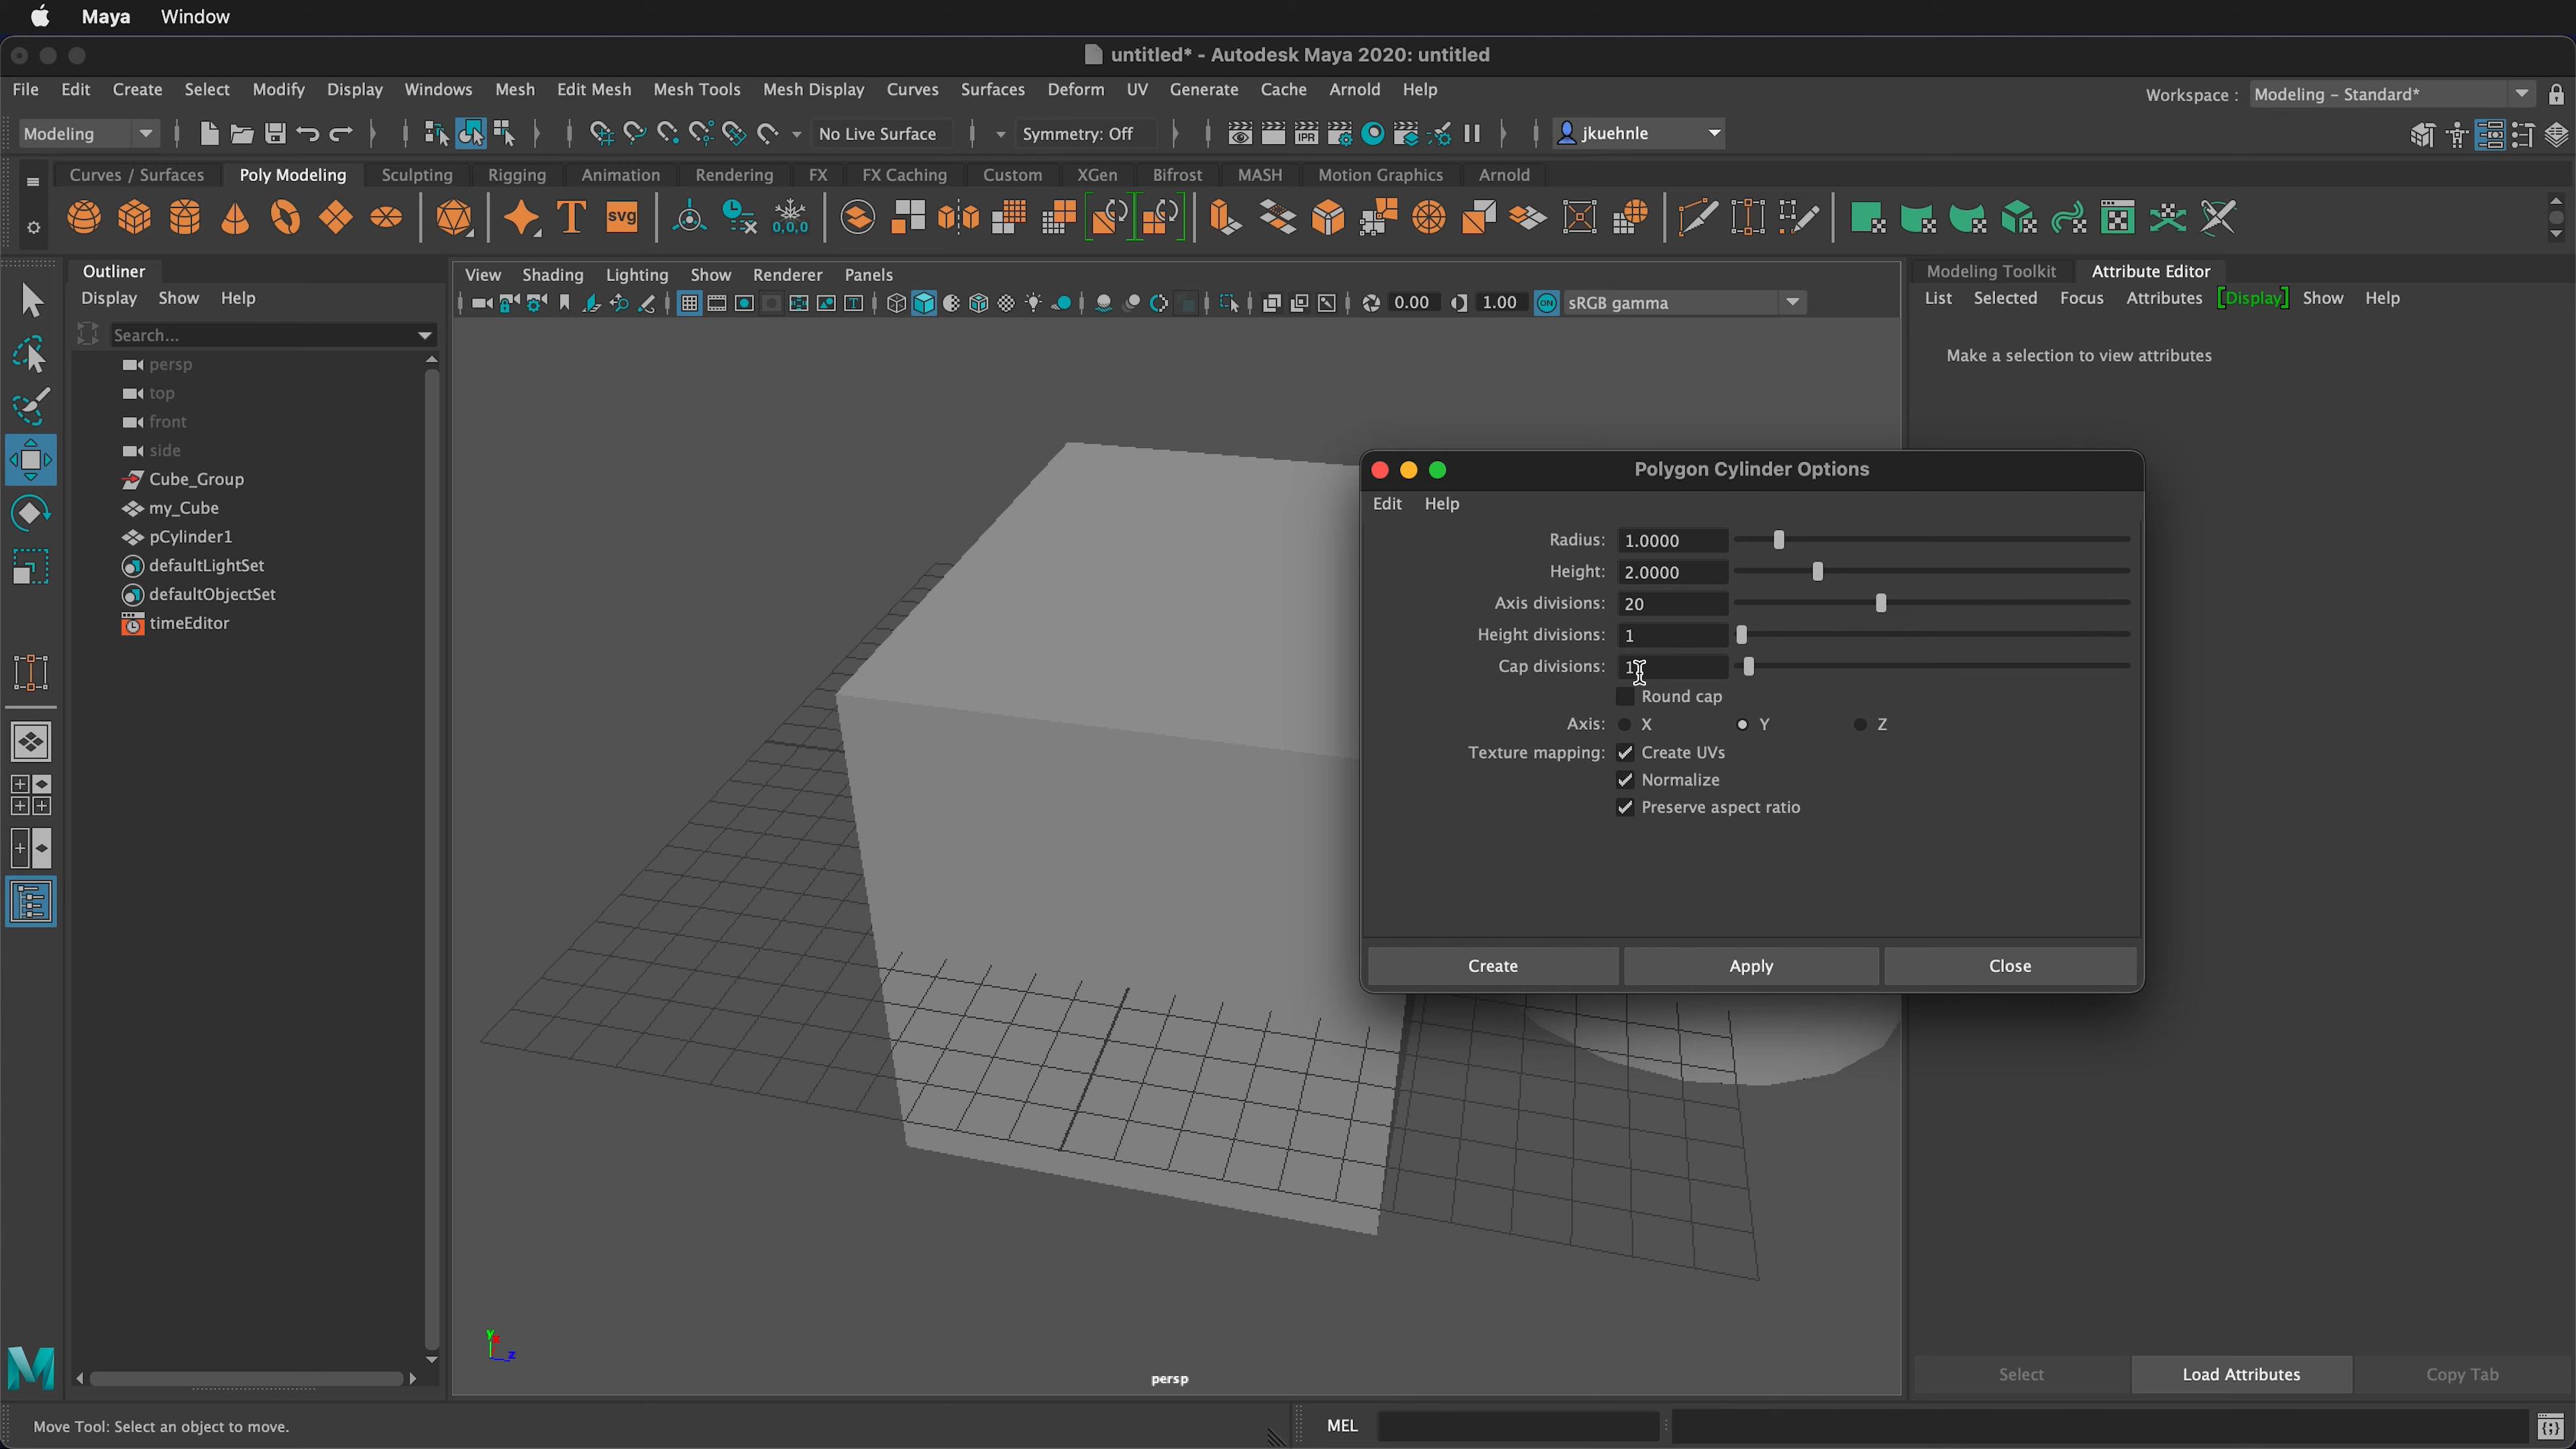 Maya Window
untitled* - Autodesk Maya 2020: untitled
File Edit Create Select Modify Display Windows Mesh Edit Mesh Mesh Tools Mesh Display Curves Surfaces Deform UV Generate Cache Arnold Help
Workspace : Modeling - Standard*
Modeling No Live Surface Symmetry: Off IPR jkuehnle
Curves / Surfaces Poly Modeling Sculpting Rigging Animation Rendering FX FX Caching Custom XGen Bifrost MASH Motion Graphics Arnold
T svg 0,0,0
Outliner
Display Show Help
Search...
persp
top
front
side
Cube_Group
my_Cube
pCylinder1
defaultLightSet
defaultObjectSet
timeEditor
View Shading Lighting Show Renderer Panels
0.00 1.00 ON sRGB gamma
Modeling Toolkit Attribute Editor
List Selected Focus Attributes Display Show Help
Make a selection to view attributes
Polygon Cylinder Options
Edit Help
Radius: 1.0000
Height: 2.0000
Axis divisions: 20
Height divisions: 1
Cap divisions: 1
Round cap
Axis: X Y Z
Texture mapping: Create UVs
Normalize
Preserve aspect ratio
Create Apply Close
y x z
persp
Select Load Attributes Copy Tab
M
Move Tool: Select an object to move.
MEL